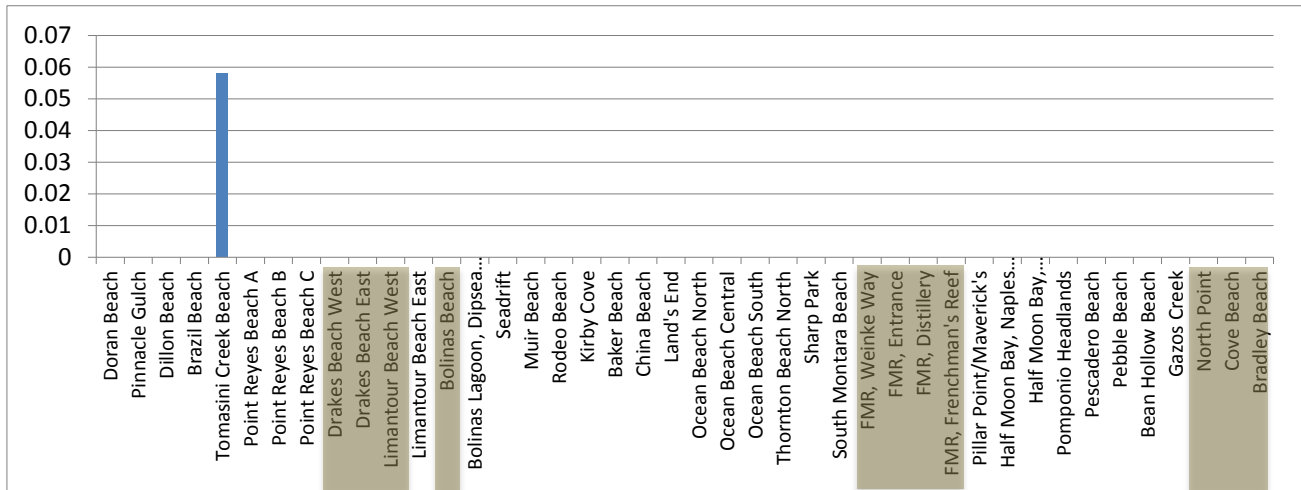 0.07
0.06
0.05
0.04
0.03
0.02
0.01
0
Doran Beach
Pinnacle Gulch
Dillon Beach
Brazil Beach
Tomasini Creek Beach
Point Reyes Beach A
Point Reyes Beach B
Point Reyes Beach C
Drakes Beach West
Drakes Beach East
Limantour Beach West
Limantour Beach East
Bolinas Beach
Bolinas Lagoon, Dipsea…
Seadrift
Muir Beach
Rodeo Beach
Kirby Cove
Baker Beach
China Beach
Land's End
Ocean Beach North
Ocean Beach Central
Ocean Beach South
Thornton Beach North
Sharp Park
South Montara Beach
FMR, Weinke Way
FMR, Entrance
FMR, Distillery
FMR, Frenchman's Reef
Pillar Point/Maverick's
Half Moon Bay, Naples…
Half Moon Bay,…
Pomponio Headlands
Pescadero Beach
Pebble Beach
Bean Hollow Beach
Gazos Creek
North Point
Cove Beach
Bradley Beach